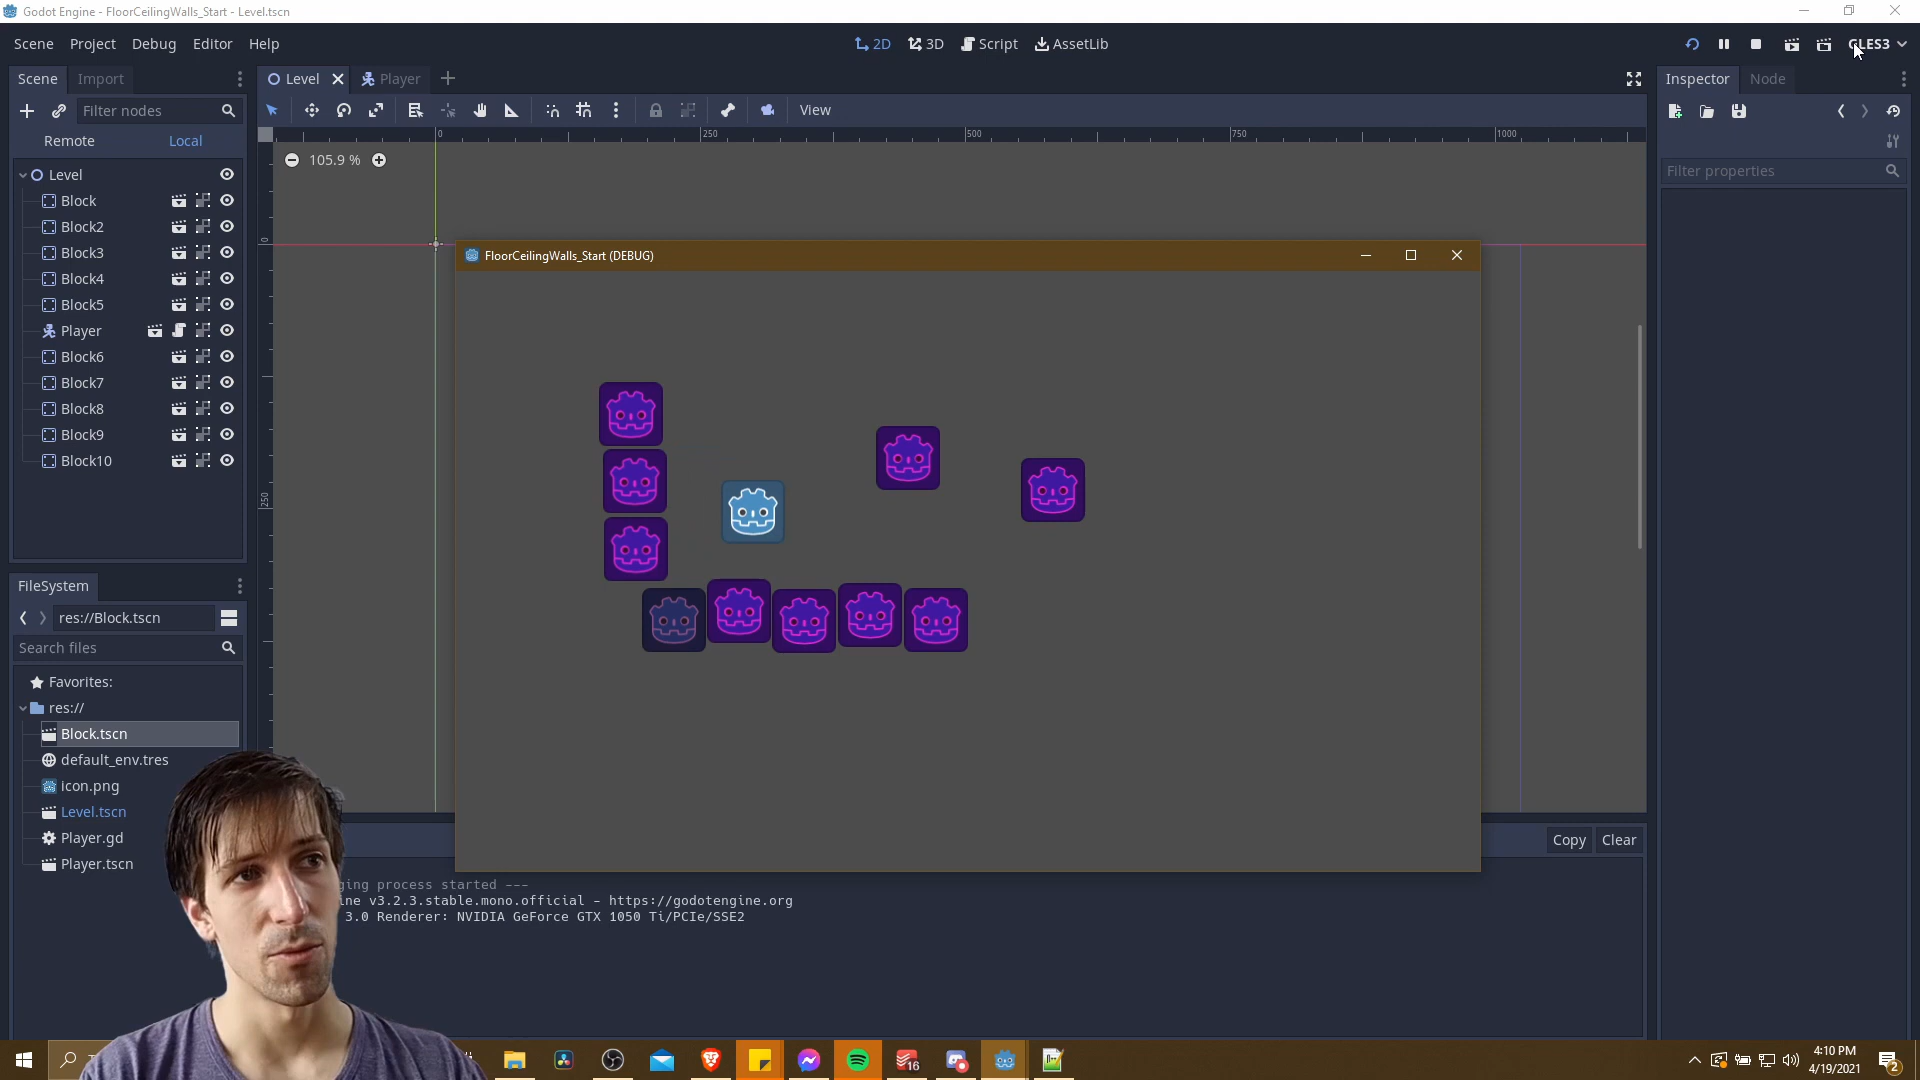 Godot Engine - FloorCeilingWalls_Start - Level.tscn
Scene Project Debug Editor Help
2D 3D Script AssetLib
GLES3
Scene Import
Level Player
Inspector Node
Filter nodes
View
Remote Local
0 250 500 750 1000
105.9 %
Filter properties
Level
Block
Block2
0
Block3
FloorCeilingWalls_Start (DEBUG)
Block4
Block5
Player
Block6
Block7
Block8
Block9
Block10
250
FileSystem
res://Block.tscn
Search files
Favorites:
res://
Block.tscn
default_env.tres
icon.png
Level.tscn
Player.gd
Player.tscn
Copy Clear
ging process started ---
ine v3.2.3.stable.mono.official - https://godotengine.org
3.0 Renderer: NVIDIA GeForce GTX 1050 Ti/PCIe/SSE2
16
4:10 PM
4/19/2021
2